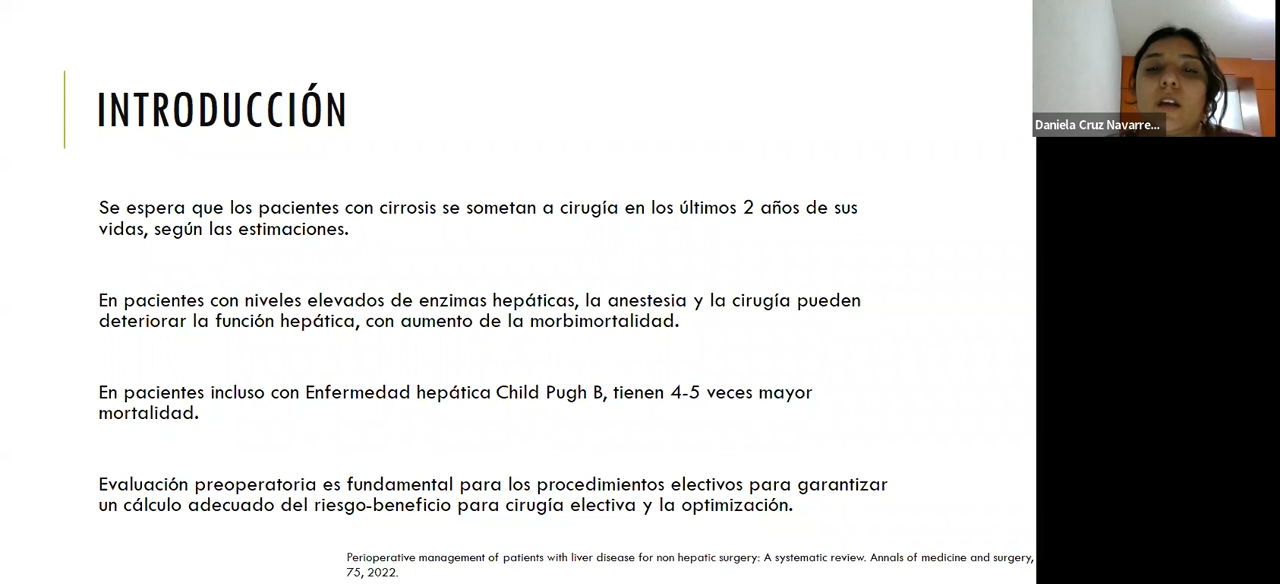 INTRODUCCIÓN
Se espera que los pacientes con cirrosis se sometan a cirugía en los últimos 2 años de sus
vidas, según las estimaciones.
En pacientes con niveles elevados de enzimas hepáticas, la anestesia y la cirugía pueden
deteriorar la función hepática, con aumento de la morbimortalidad.
En pacientes incluso con Enfermedad hepática Child Pugh B, tienen 4-5 veces mayor
mortalidad.
Evaluación preoperatoria es fundamental para los procedimientos electivos para garantizar
un cálculo adecuado del riesgo-beneficio para cirugía electiva y la optimización.
Perioperative management of patients with liver disease for non hepatic surgery: A systematic review. Annals of medicine and surgery,
75, 2022.
Daniela Cruz Navarre...